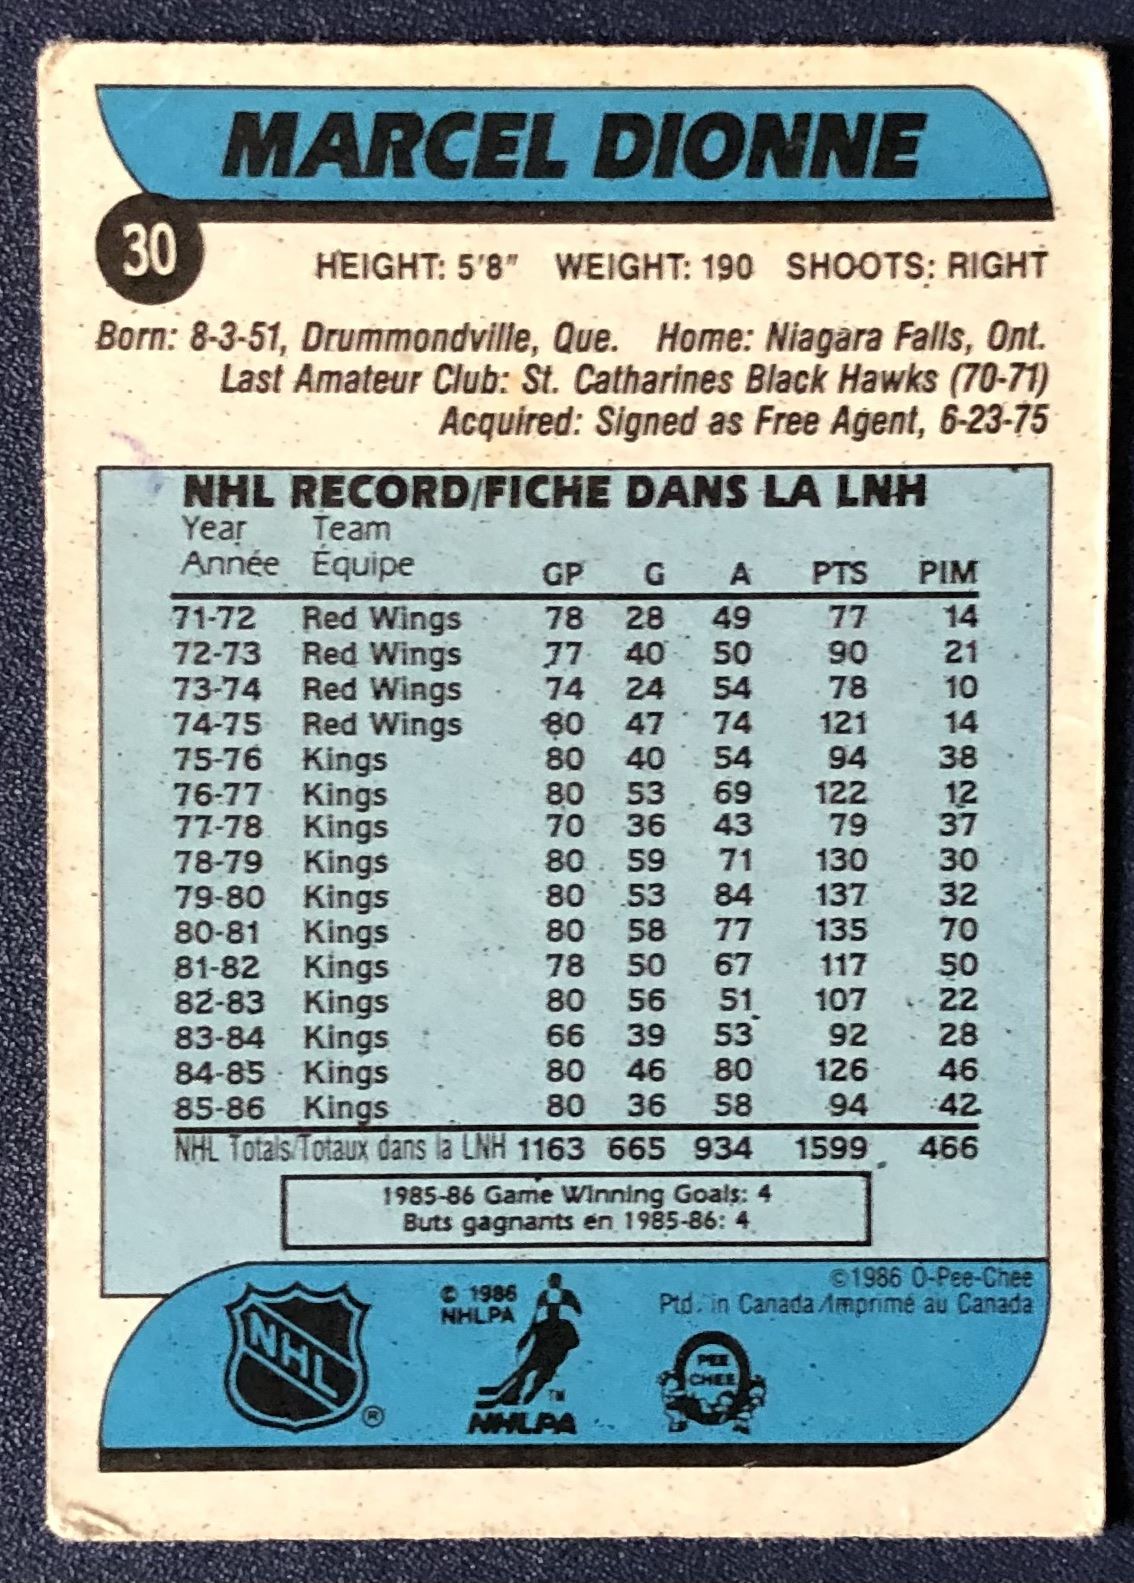 MARCEL DIONNE
30
HEIGHT: 5'8" WEIGHT: 190 SHOOTS: RIGHT
Born: 8-3-51, Drummondville, Que. Home: Niagara Falls, Ont.
Last Amateur Club: St. Catharines Black Hawks (70-71)
Acquired: Signed as Free Agent, 6-23-75
NHL RECORD/FICHE DANS LA LNH
Year Team
Année Équipe GP G A PTS PIM
71-72 Red Wings 78 28 49 77 14
72-73 Red Wings 77 40 50 90 21
73-74 Red Wings 74 24 54 78 10
74-75 Red Wings 80 47 74 121 14
75-76 Kings 80 40 54 94 38
76-77 Kings 80 53 69 122 12
77-78 Kings 70 36 43 79 37
78-79 Kings 80 59 71 130 30
79-80 Kings 80 53 84 137 32
80-81 Kings 80 58 77 135 70
81-82 Kings 78 50 67 117 50
82-83 Kings 80 56 51 107 22
83-84 Kings 66 39 53 92 28
84-85 Kings 80 46 80 126 46
85-86 Kings 80 36 58 94 42
NHL Totals/Totaux dans la LNH 1163 665 934 1599 466
1985-86 Game Winning Goals: 4
Buts gagnants en 1985-86: 4
©1986 O-Pee-Chee
Ptd. in Canada/Imprimé au Canada
© 1986
NHLPA
NHL
®
TM
NHLPA
PEE
CHEE